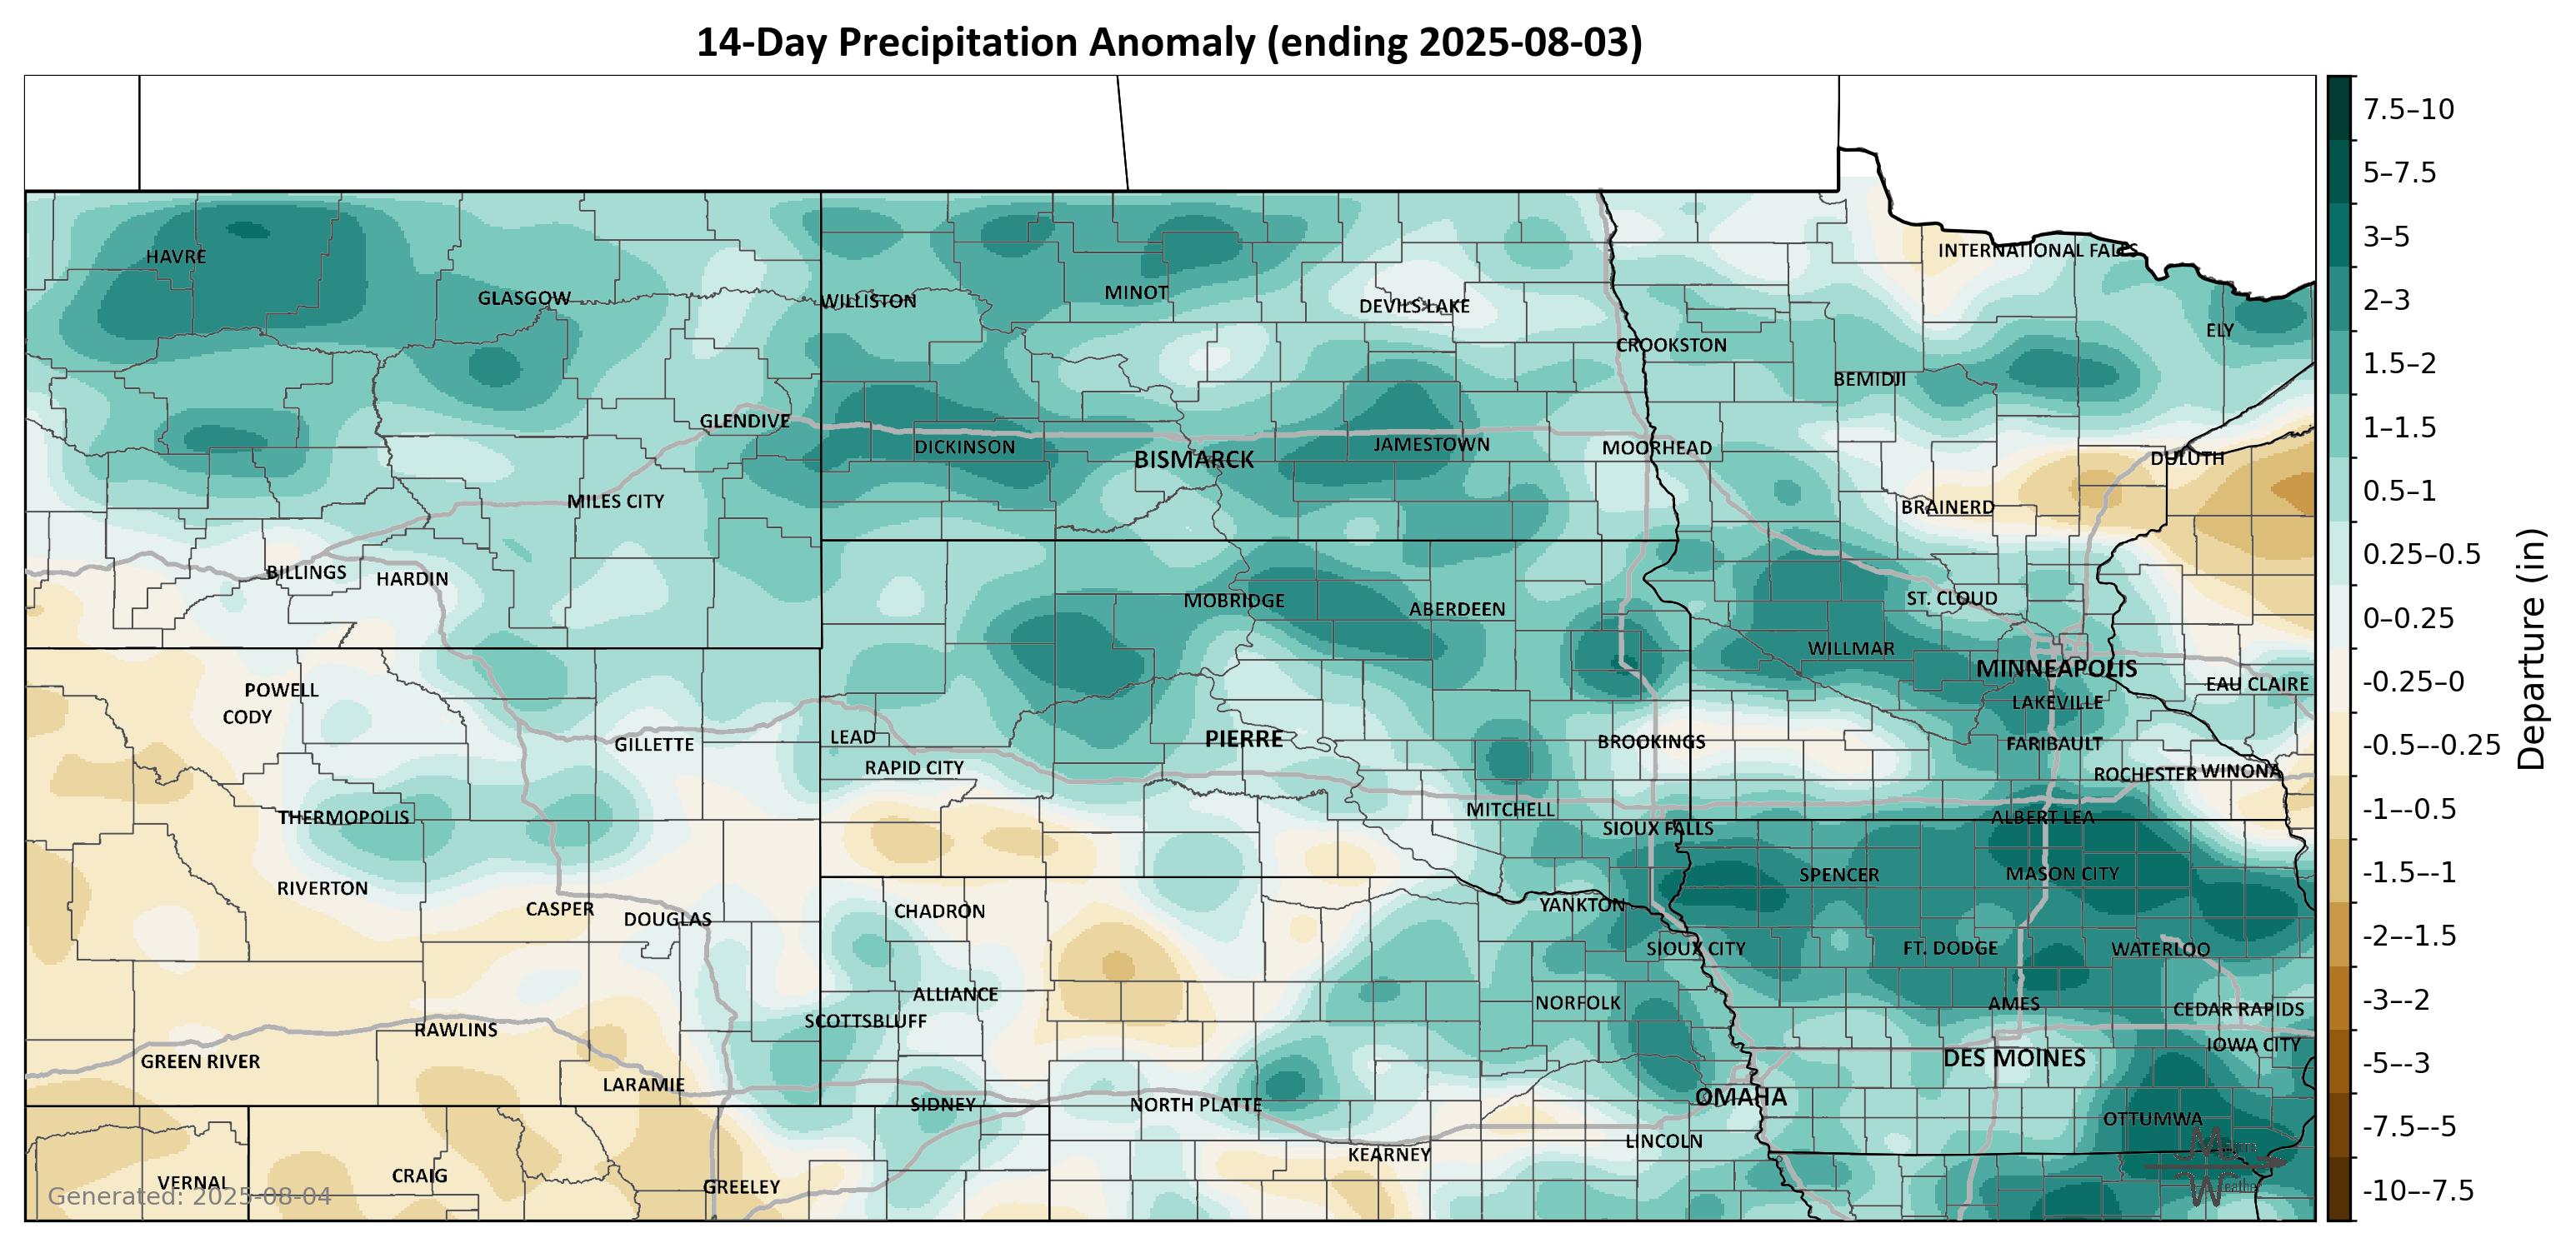 14-Day Precipitation Anomaly (ending 2025-08-03)
7.5–10
5–7.5
3–5
2–3
1.5–2
1–1.5
0.5–1
0.25–0.5
0–0.25
-0.25–0
-0.5–-0.25
-1–-0.5
-1.5–-1
-2–-1.5
-3–-2
-5–-3
-7.5–-5
-10–-7.5
Departure (in)
HAVRE
GLASGOW
WILLISTON
MINOT
DEVILS LAKE
INTERNATIONAL FALLS
ELY
CROOKSTON
BEMIDJI
GLENDIVE
DICKINSON
BISMARCK
JAMESTOWN
MOORHEAD
DULUTH
MILES CITY
BRAINERD
BILLINGS
HARDIN
MOBRIDGE
ABERDEEN
ST. CLOUD
WILLMAR
MINNEAPOLIS
EAU CLAIRE
POWELL
CODY
LAKEVILLE
GILLETTE
LEAD
PIERRE
BROOKINGS
FARIBAULT
RAPID CITY
ROCHESTER
WINONA
THERMOPOLIS
MITCHELL
ALBERT LEA
SIOUX FALLS
SPENCER
MASON CITY
RIVERTON
CASPER
DOUGLAS
CHADRON
YANKTON
SIOUX CITY
FT. DODGE
WATERLOO
ALLIANCE
NORFOLK
AMES
CEDAR RAPIDS
SCOTTSBLUFF
RAWLINS
IOWA CITY
GREEN RIVER
DES MOINES
LARAMIE
SIDNEY
NORTH PLATTE
OMAHA
OTTUMWA
LINCOLN
KEARNEY
VERNAL
CRAIG
GREELEY
Generated: 2025-08-04